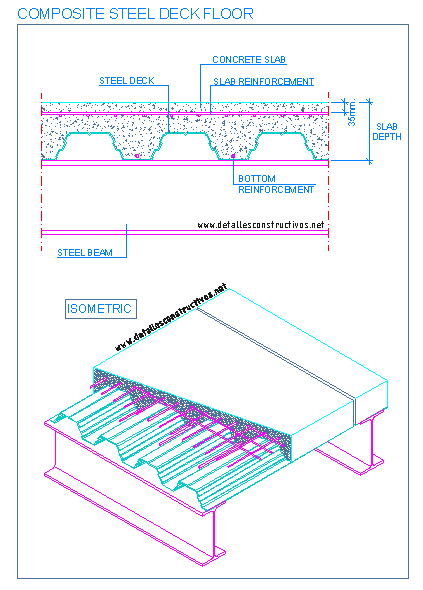 COMPOSITE STEEL DECK FLOOR
CONCRETE SLAB
STEEL DECK
SLAB REINFORCEMENT
35mm.
SLAB
DEPTH
BOTTOM
REINFORCEMENT
www.detallesconstructivos.net
STEEL BEAM
ISOMETRIC
www.detallesconstructivos.net